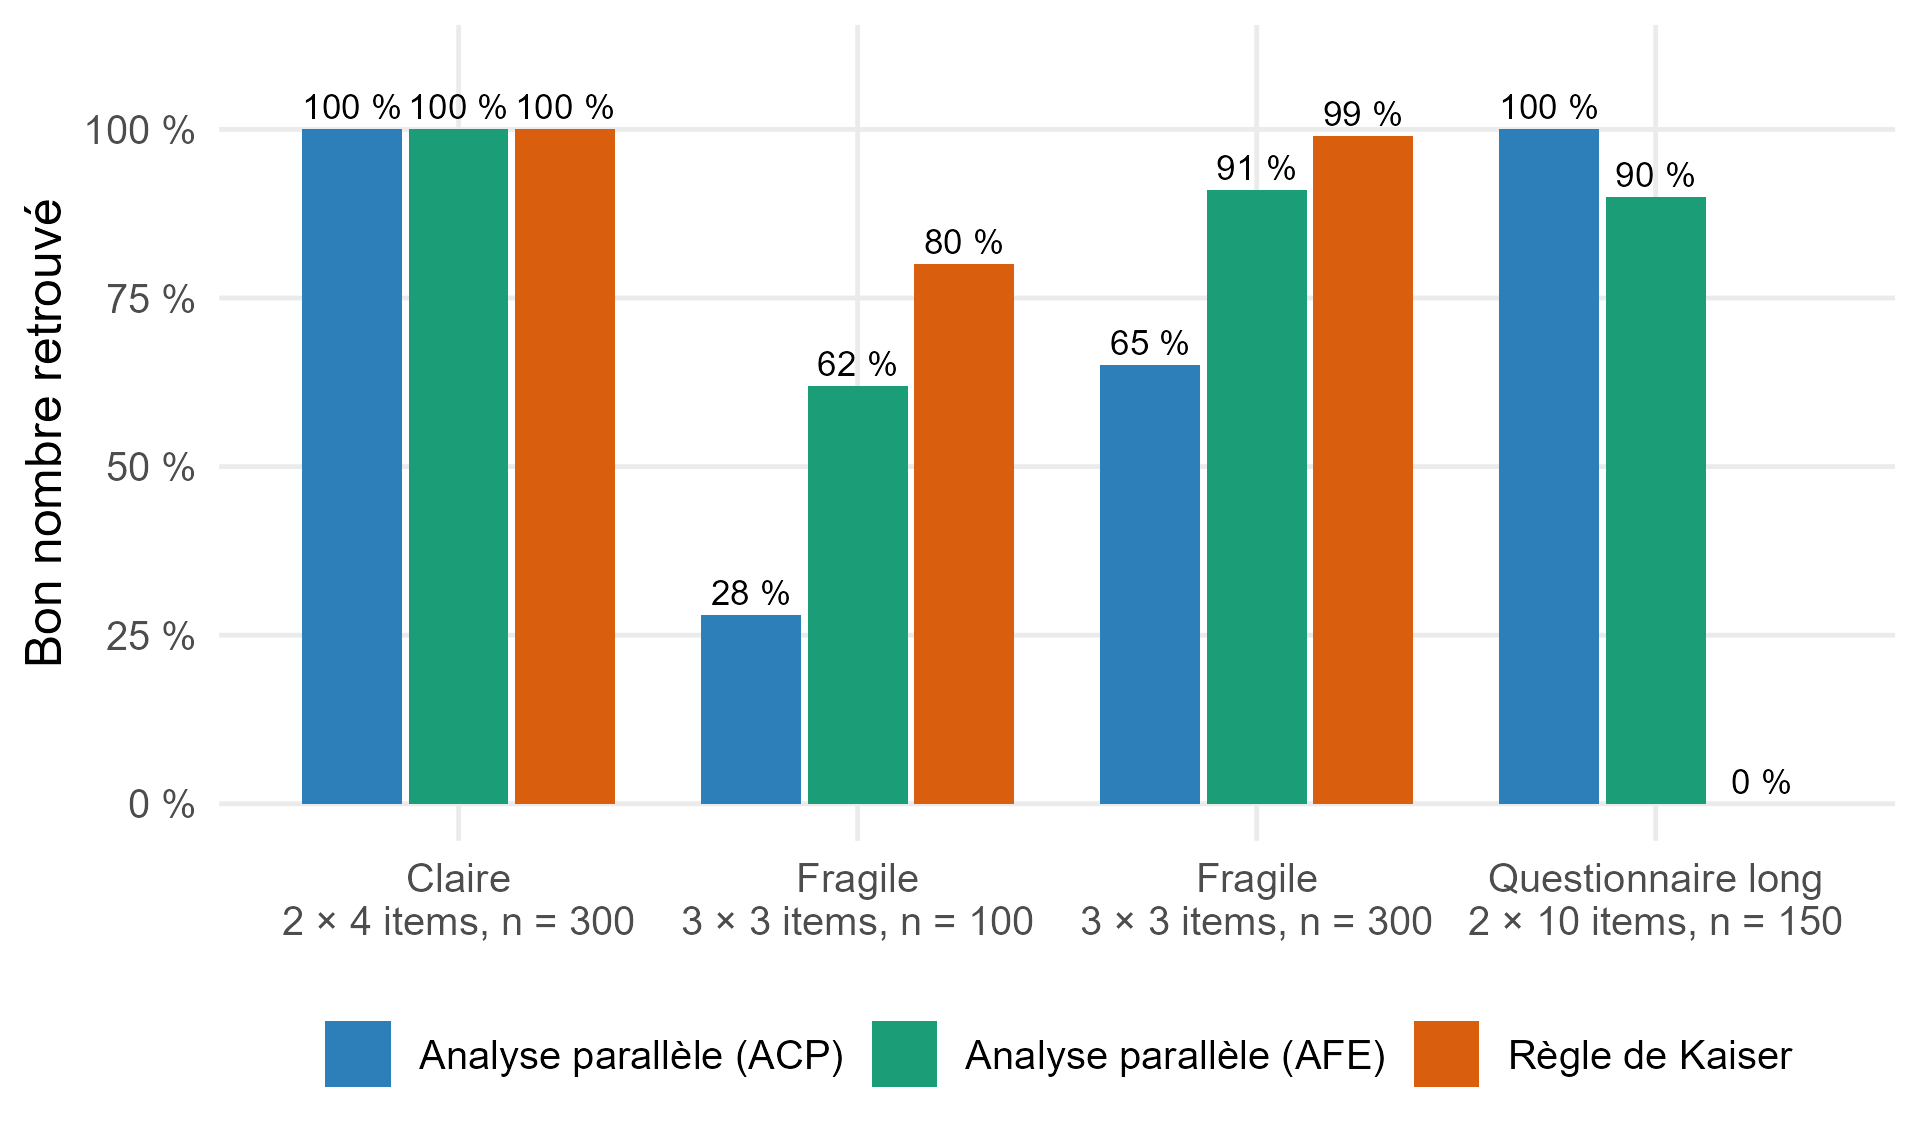 Bon nombre retrouvé
100 %
75 %
50 %
25 %
0 %
100 % 100 % 100 %
28 %
62 %
80 %
65 %
91 %
99 %
100 %
90 %
0 %
Claire
2 × 4 items, n = 300
Fragile
3 × 3 items, n = 100
Fragile
3 × 3 items, n = 300
Questionnaire long
2 × 10 items, n = 150
Analyse parallèle (ACP)
Analyse parallèle (AFE)
Règle de Kaiser